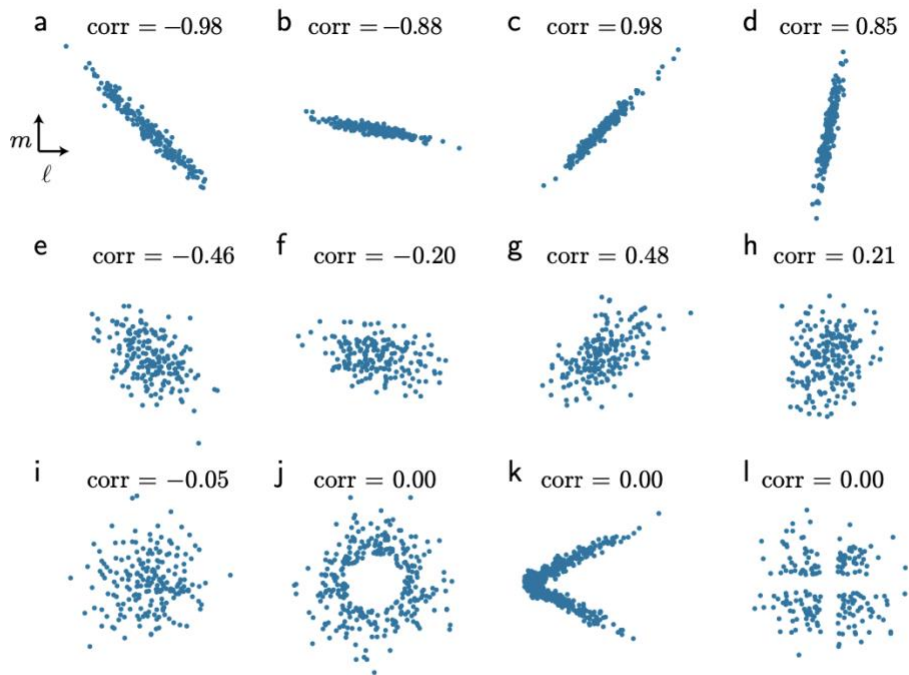 a corr = −0.98 b corr = −0.88 c corr = 0.98 d corr = 0.85
m
ℓ
e corr = −0.46 f corr = −0.20 g corr = 0.48 h corr = 0.21
i corr = −0.05 j corr = 0.00 k corr = 0.00 l corr = 0.00